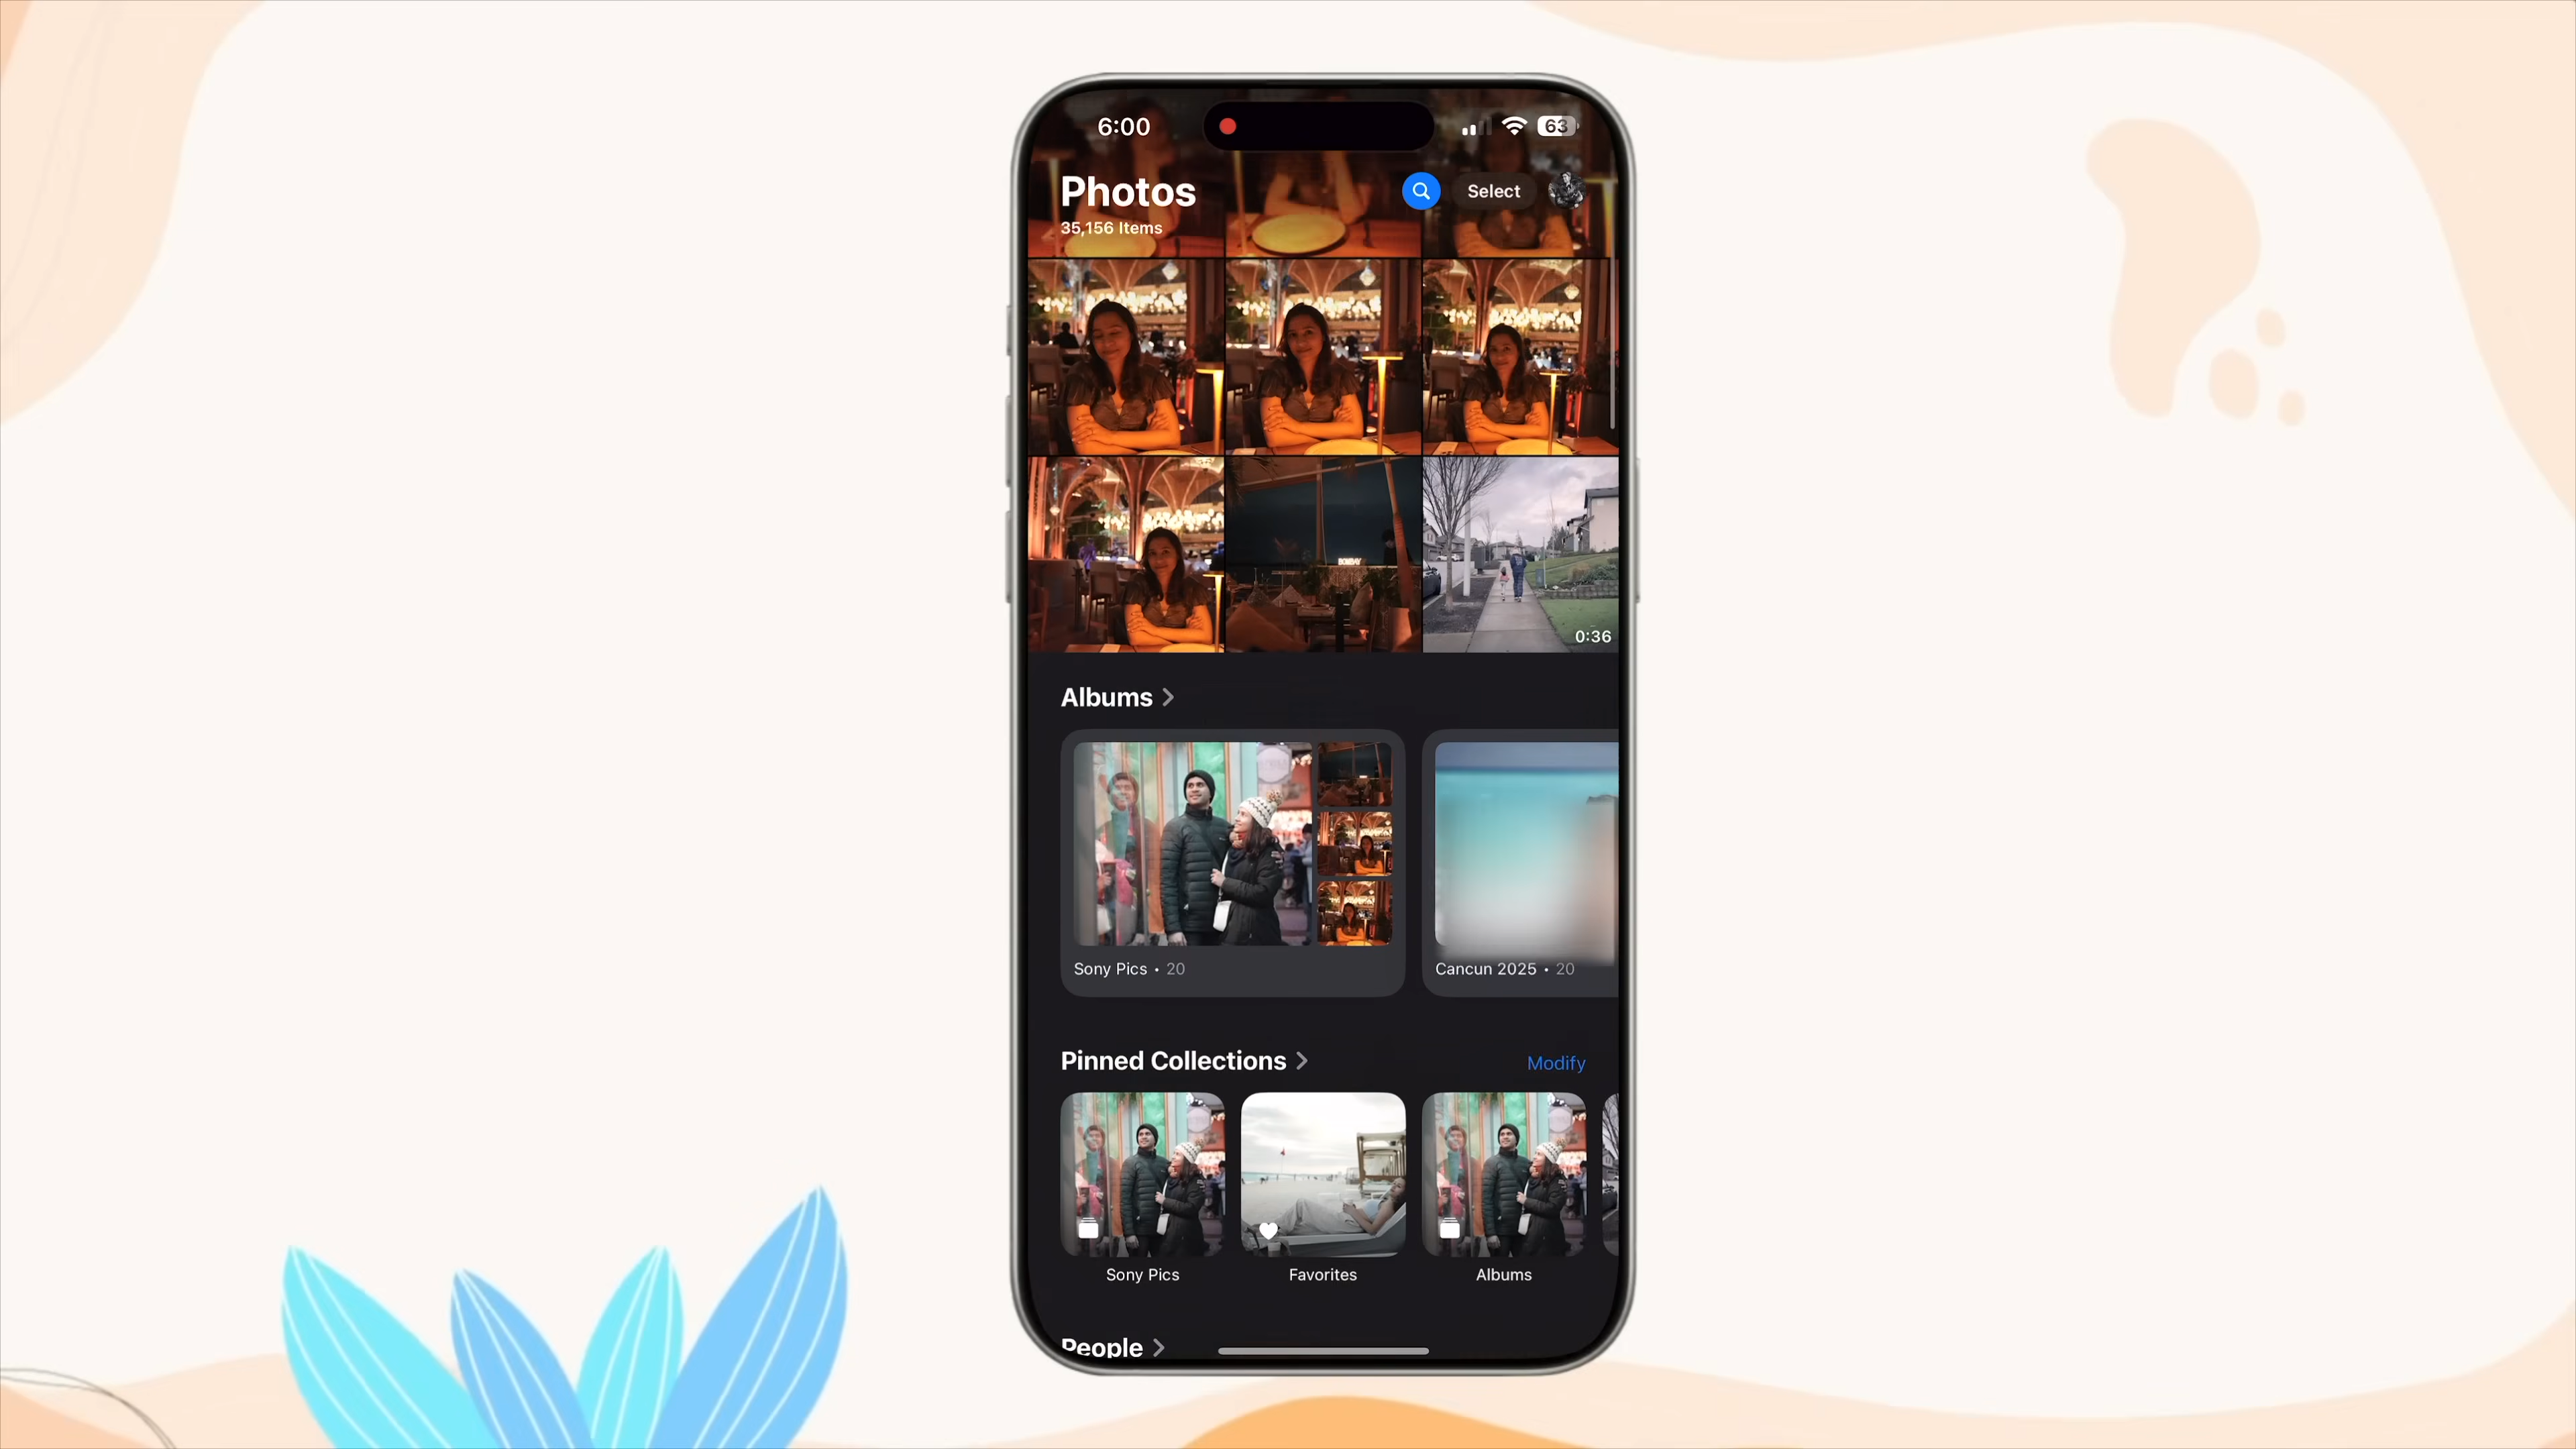 6:00
63
Photos
Select
35,156 Items
BOMBAY
0:36
Albums
Sony Pics • 20
Cancun 2025 • 20
Pinned Collections
Modify
Sony Pics
Favorites
Albums
People